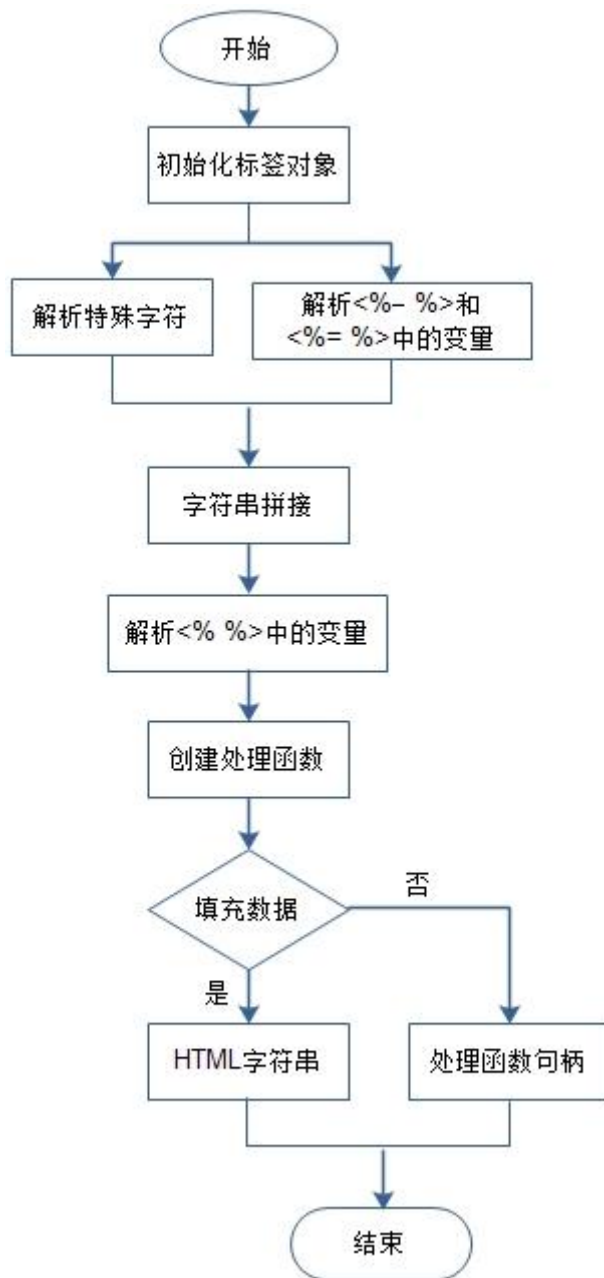 开始
初始化标签对象
解析特殊字符
解析<%- %>和
<%= %>中的变量
字符串拼接
解析<% %>中的变量
创建处理函数
填充数据
否
是
HTML字符串
处理函数句柄
结束